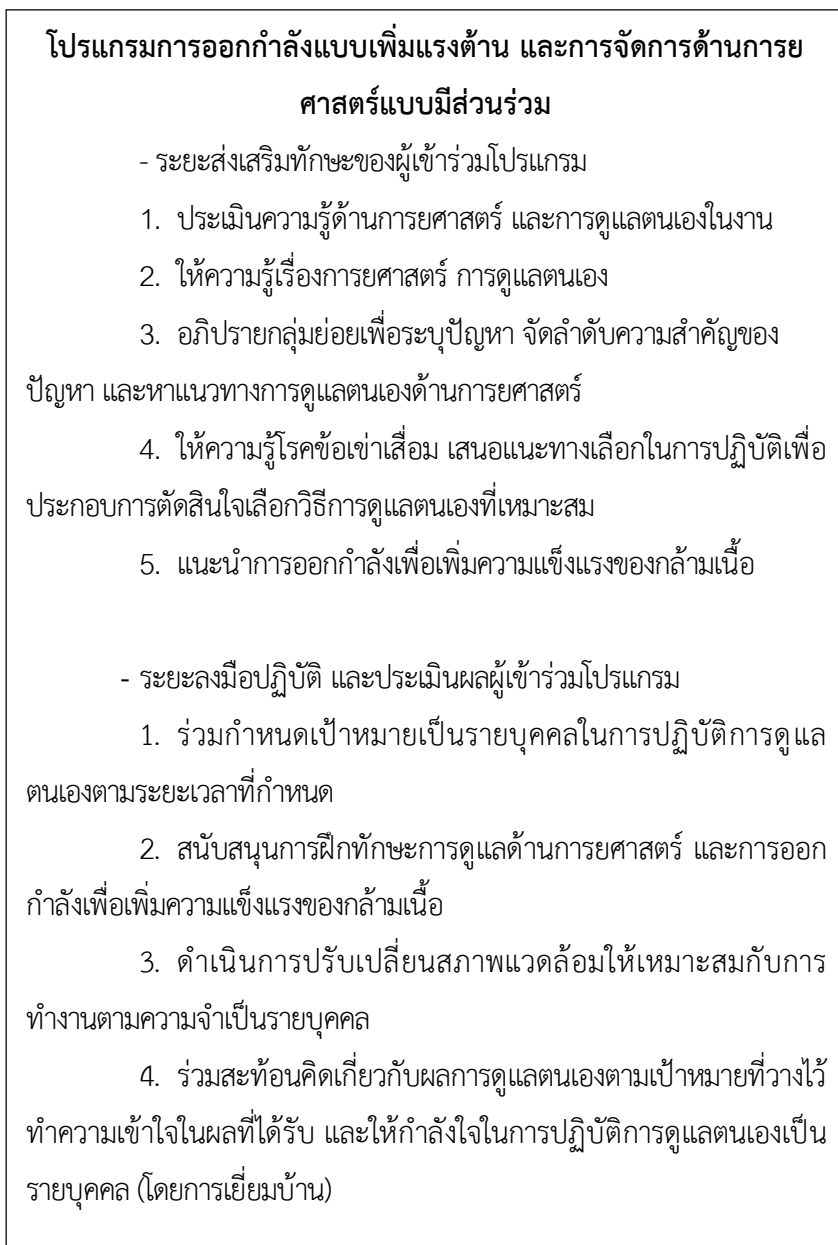 โปรแกรมการออกกำลังแบบเพิ่มแรงต้าน และการจัดการด้านการย
ศาสตร์แบบมีส่วนร่วม
- ระยะส่งเสริมทักษะของผู้เข้าร่วมโปรแกรม
1. ประเมินความรู้ด้านการยศาสตร์ และการดูแลตนเองในงาน
2. ให้ความรู้เรื่องการยศาสตร์ การดูแลตนเอง
3. อภิปรายกลุ่มย่อยเพื่อระบุปัญหา จัดลำดับความสำคัญของ
ปัญหา และหาแนวทางการดูแลตนเองด้านการยศาสตร์
4. ให้ความรู้โรคข้อเข่าเสื่อม เสนอแนะทางเลือกในการปฏิบัติเพื่อ
ประกอบการตัดสินใจเลือกวิธีการดูแลตนเองที่เหมาะสม
5. แนะนำการออกกำลังเพื่อเพิ่มความแข็งแรงของกล้ามเนื้อ
- ระยะลงมือปฏิบัติ และประเมินผลผู้เข้าร่วมโปรแกรม
1. ร่วมกำหนดเป้าหมายเป็นรายบุคคลในการปฏิบัติการดูแล
ตนเองตามระยะเวลาที่กำหนด
2. สนับสนุนการฝึกทักษะการดูแลด้านการยศาสตร์ และการออก
กำลังเพื่อเพิ่มความแข็งแรงของกล้ามเนื้อ
3. ดำเนินการปรับเปลี่ยนสภาพแวดล้อมให้เหมาะสมกับการ
ทำงานตามความจำเป็นรายบุคคล
4. ร่วมสะท้อนคิดเกี่ยวกับผลการดูแลตนเองตามเป้าหมายที่วางไว้
ทำความเข้าใจในผลที่ได้รับ และให้กำลังใจในการปฏิบัติการดูแลตนเองเป็น
รายบุคคล (โดยการเยี่ยมบ้าน)